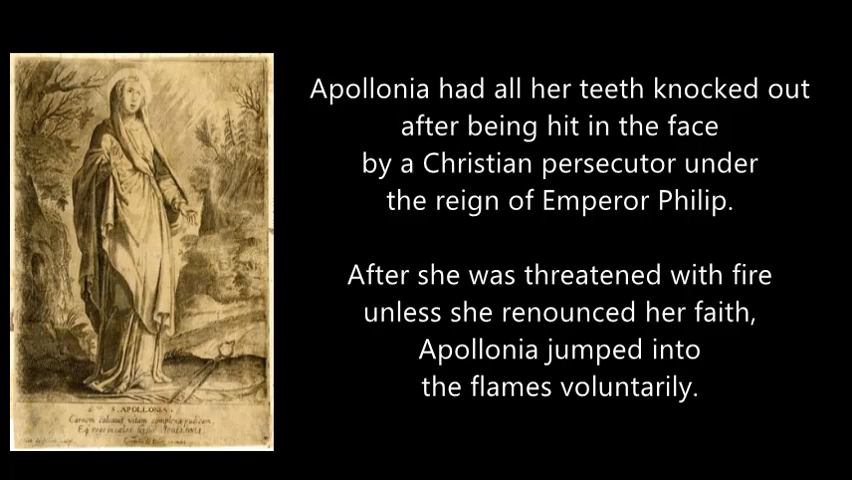 Apollonia had all her teeth knocked out
after being hit in the face
by a Christian persecutor under
the reign of Emperor Philip.
After she was threatened with fire
unless she renounced her faith,
Apollonia jumped into
the flames voluntarily.
S. APOLLONIA.